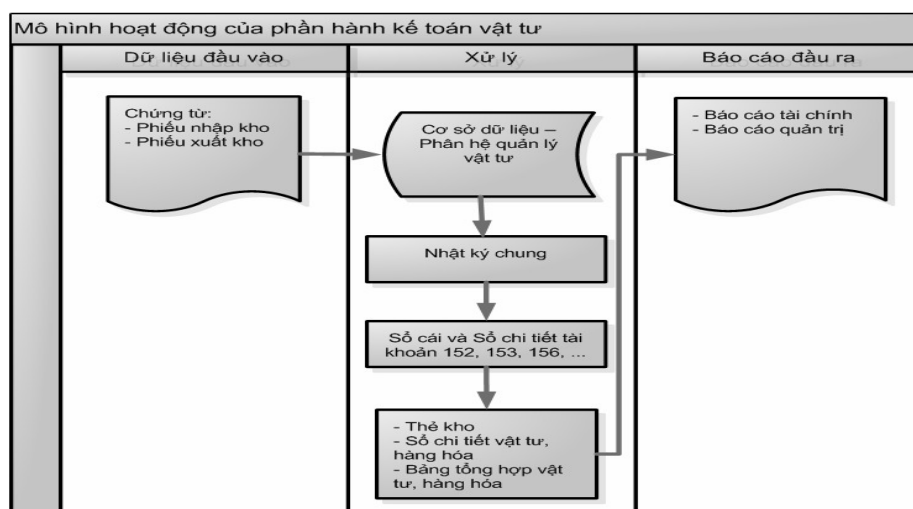 Mô hình hoạt động của phần hành kế toán vật tư
Dữ liệu đầu vào
Xử lý
Báo cáo đầu ra
Chứng từ:
- Phiếu nhập kho
- Phiếu xuất kho
Cơ sở dữ liệu –
Phân hệ quản lý
vật tư
Nhật ký chung
Sổ cái và Sổ chi tiết tài
khoản 152, 153, 156, ...
- Thẻ kho
- Sổ chi tiết vật tư,
hàng hóa
- Bảng tổng hợp vật
tư, hàng hóa
- Báo cáo tài chính
- Báo cáo quản trị